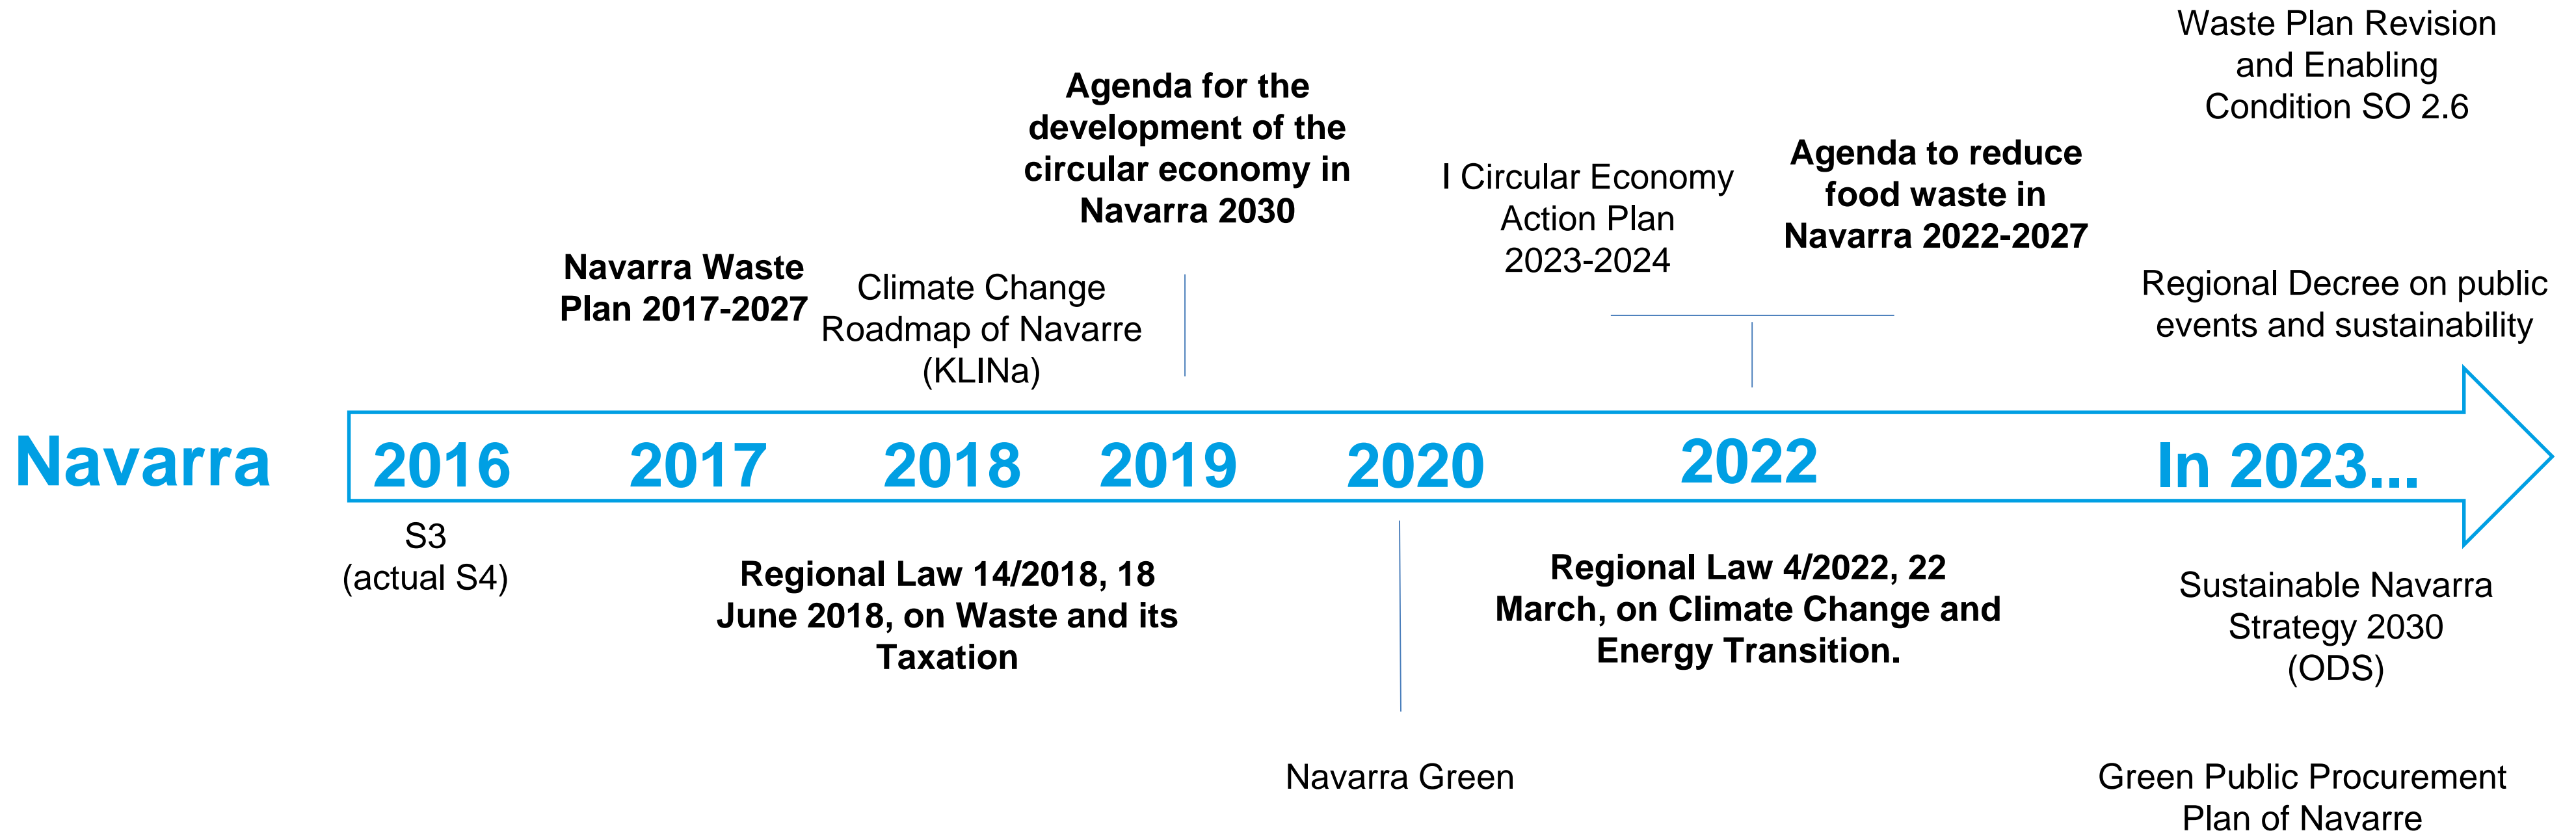 Waste Plan Revision
and Enabling
Condition SO 2.6
Agenda for the
development of the
circular economy in
Navarra 2030
I Circular Economy
Action Plan
2023-2024
Agenda to reduce
food waste in
Navarra 2022-2027
Navarra Waste
Plan 2017-2027
Climate Change
Roadmap of Navarre
(KLINa)
Regional Decree on public
events and sustainability
Navarra
2016
2017
2018
2019
2020
2022
In 2023...
S3
(actual S4)
Regional Law 14/2018, 18
June 2018, on Waste and its
Taxation
Regional Law 4/2022, 22
March, on Climate Change and
Energy Transition.
Sustainable Navarra
Strategy 2030
(ODS)
Navarra Green
Green Public Procurement
Plan of Navarre